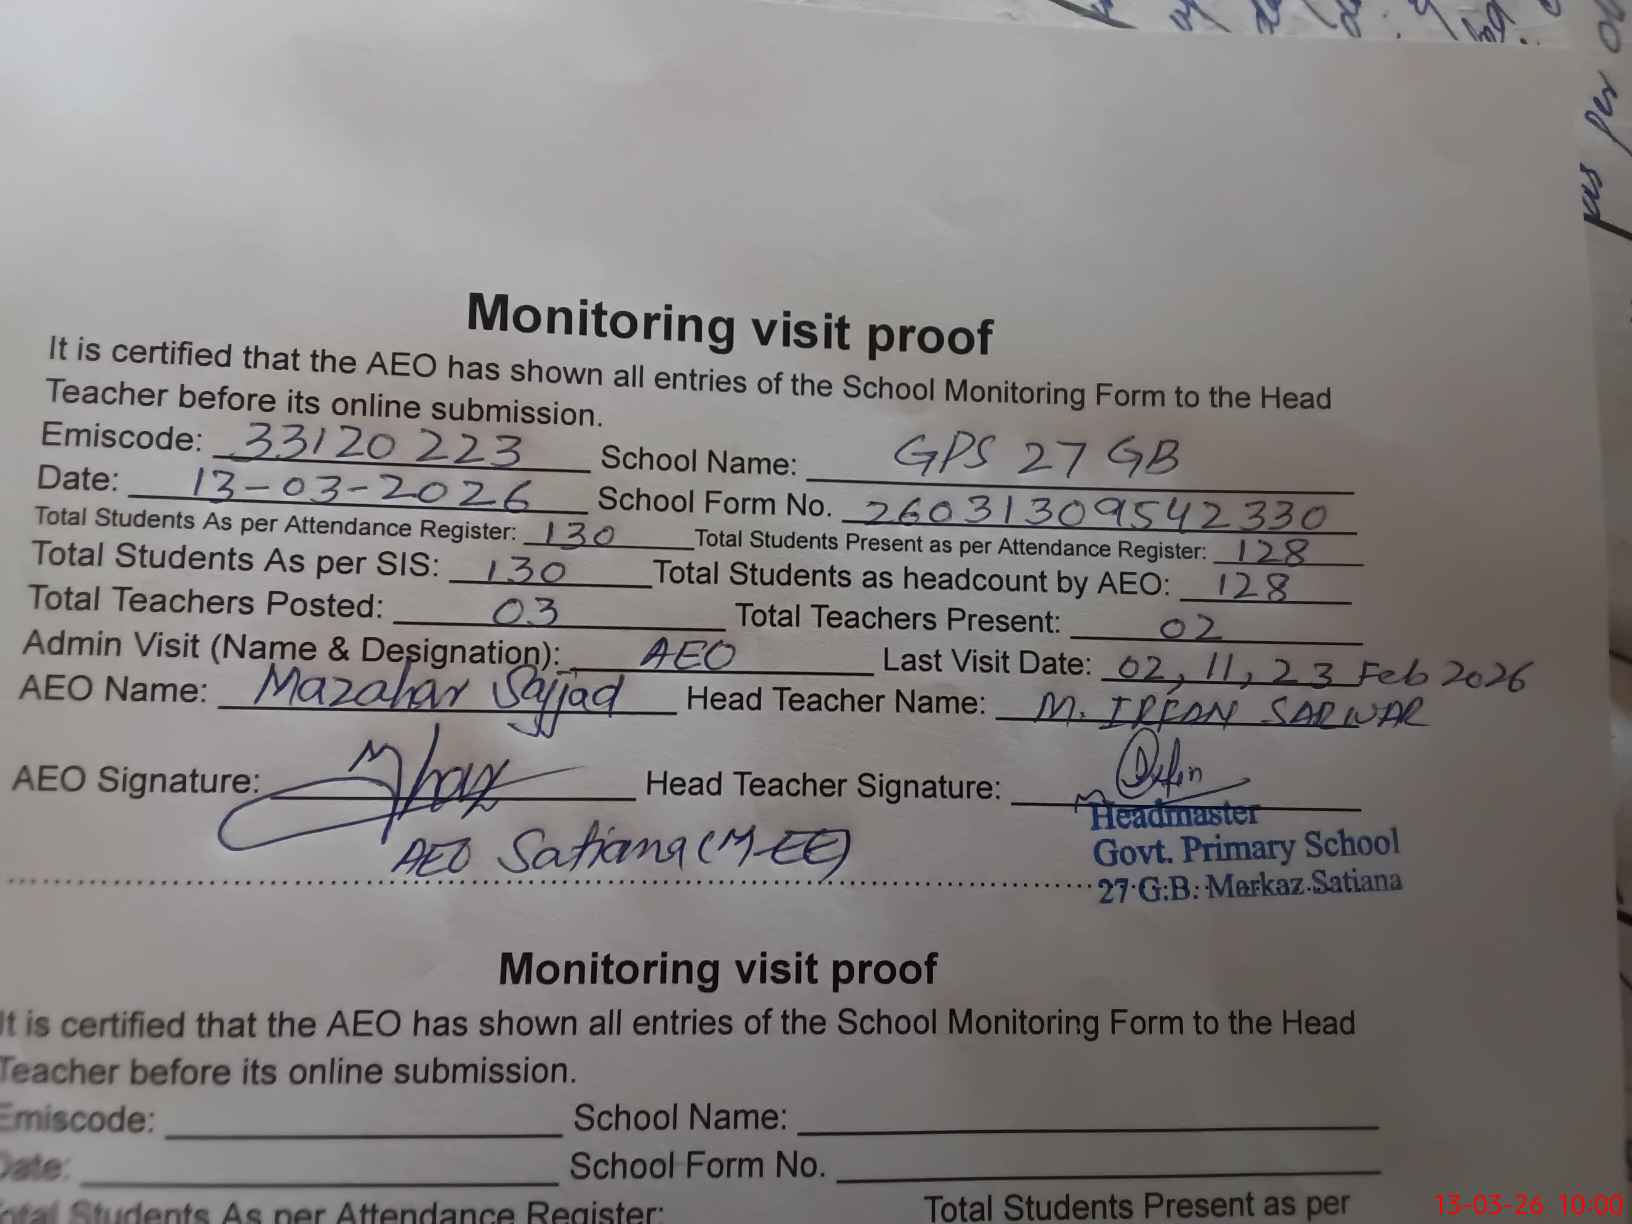 Monitoring visit proof
It is certified that the AEO has shown all entries of the School Monitoring Form to the Head
Teacher before its online submission.
Emiscode: 33120 223 School Name: GPS 27 GB
Date: 13-03-2026 School Form No. 260313095 42330
Total Students As per Attendance Register: 130 Total Students Present as per Attendance Register: 128
Total Students As per SIS: 130 Total Students as headcount by AEO: 128
Total Teachers Posted: 03 Total Teachers Present: 02
Admin Visit (Name & Designation): AEO Last Visit Date: 02, 11, 23 Feb 2026
AEO Name: Mazahar Sajjad Head Teacher Name: M. IRFAN SARWAR
AEO Signature: Head Teacher Signature:
AEO Satiana (M-EE)
Headmaster
Govt. Primary School
27 G.B. Markaz Satiana
Monitoring visit proof
It is certified that the AEO has shown all entries of the School Monitoring Form to the Head
Teacher before its online submission.
Emiscode: School Name:
Date: School Form No.
Total Students As per Attendance Register: Total Students Present as per
as per
13-03-26 10:00